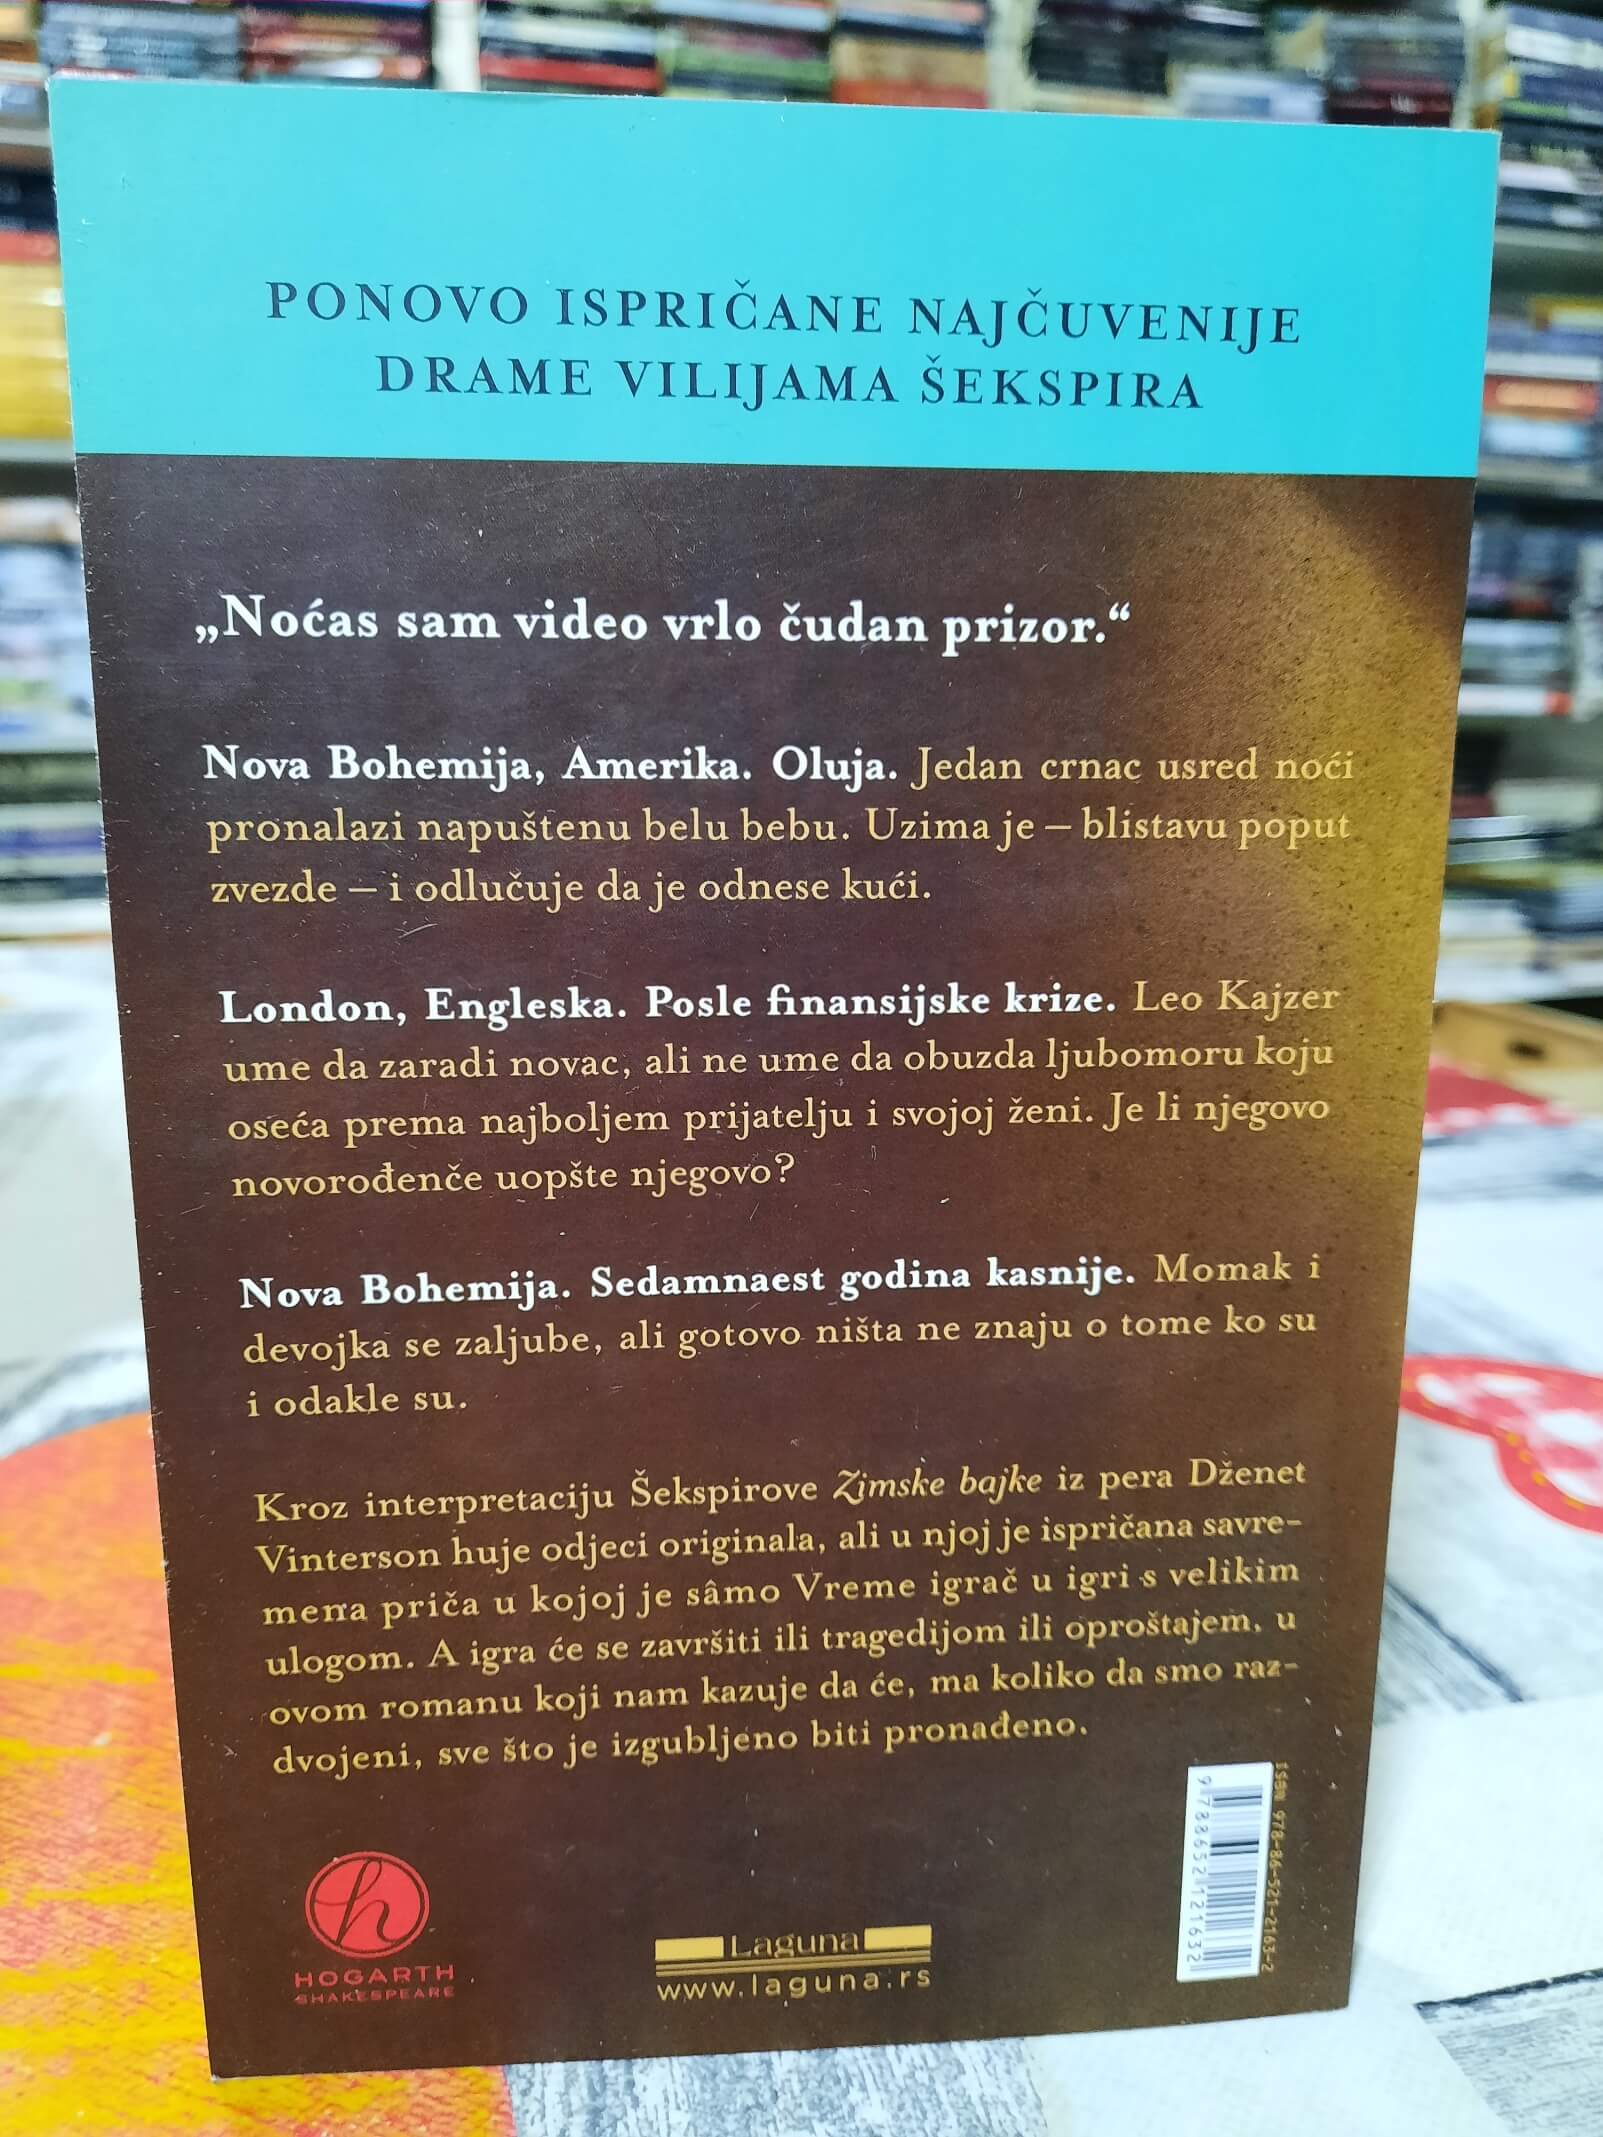 PONOVO ISPRIČANE NAJČUVENIJE
DRAME VILIJAMA ŠEKSPIRA
„Noćas sam video vrlo čudan prizor.“
Nova Bohemija, Amerika. Oluja. Jedan crnac usred noći
pronalazi napuštenu belu bebu. Uzima je – blistavu poput
zvezde – i odlučuje da je odnese kući.
London, Engleska. Posle finansijske krize. Leo Kajzer
ume da zaradi novac, ali ne ume da obuzda ljubomoru koju
oseća prema najboljem prijatelju i svojoj ženi. Je li njegovo
novorođenče uopšte njegovo?
Nova Bohemija. Sedamnaest godina kasnije. Momak i
devojka se zaljube, ali gotovo ništa ne znaju o tome ko su
i odakle su.
Kroz interpretaciju Šekspirove Zimske bajke iz pera Dženet
Vinterson huje odjeci originala, ali u njoj je ispričana savre-
mena priča u kojoj je sâmo Vreme igrač u igri s velikim
ulogom. A igra će se završiti ili tragedijom ili oproštajem, u
ovom romanu koji nam kazuje da će, ma koliko da smo raz-
dvojeni, sve što je izgubljeno biti pronađeno.
h
HOGARTH
SHAKESPEARE
Laguna
www.laguna.rs
ISBN 978-86-521-2163-2
9788652121632